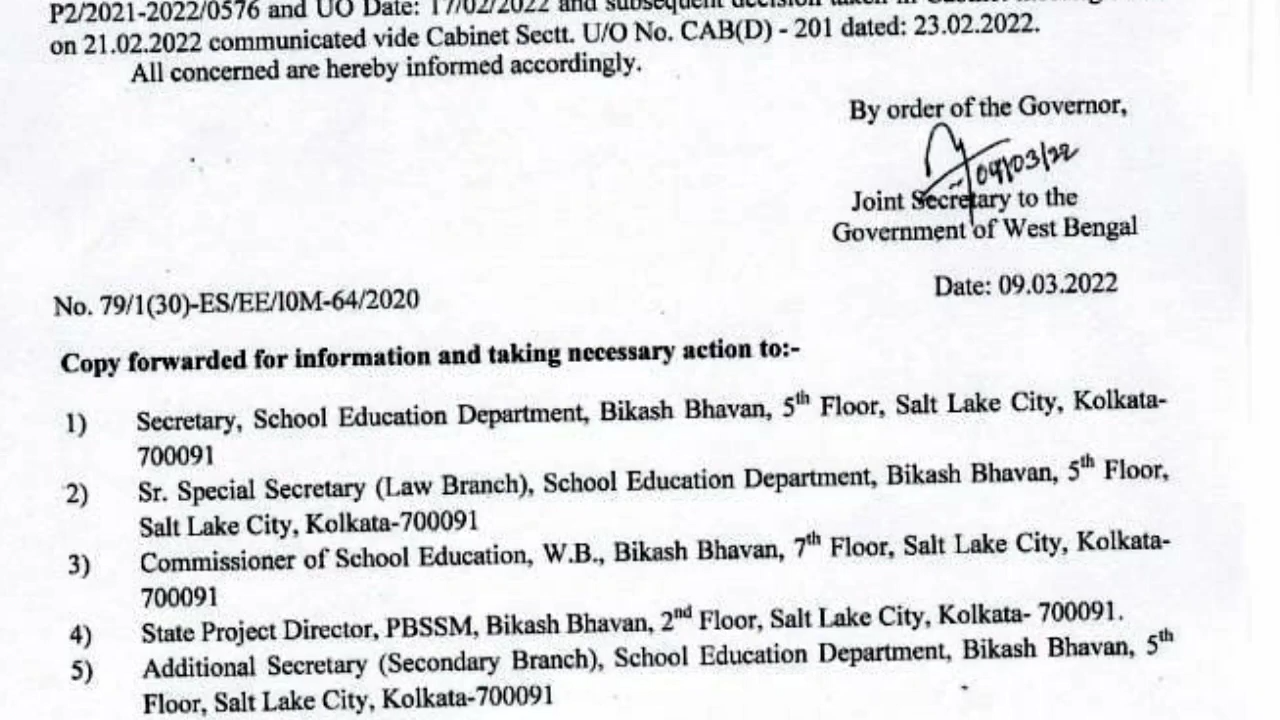 P2/2021-2022/0576 and UO Date: 17/02/2022 and subsequent decision taken in
on 21.02.2022 communicated vide Cabinet Sectt. U/O No. CAB(D) - 201 dated: 23.02.2022.
All concerned are hereby informed accordingly.
By order of the Governor,
09/03/22
Joint Secretary to the
Government of West Bengal
Date: 09.03.2022
No. 79/1(30)-ES/EE/I0M-64/2020
Copy forwarded for information and taking necessary action to:-
1) Secretary, School Education Department, Bikash Bhavan, 5th Floor, Salt Lake City, Kolkata-
700091
2) Sr. Special Secretary (Law Branch), School Education Department, Bikash Bhavan, 5th Floor,
Salt Lake City, Kolkata-700091
3) Commissioner of School Education, W.B., Bikash Bhavan, 7th Floor, Salt Lake City, Kolkata-
700091
4) State Project Director, PBSSM, Bikash Bhavan, 2nd Floor, Salt Lake City, Kolkata- 700091.
5) Additional Secretary (Secondary Branch), School Education Department, Bikash Bhavan, 5th
Floor, Salt Lake City, Kolkata-700091